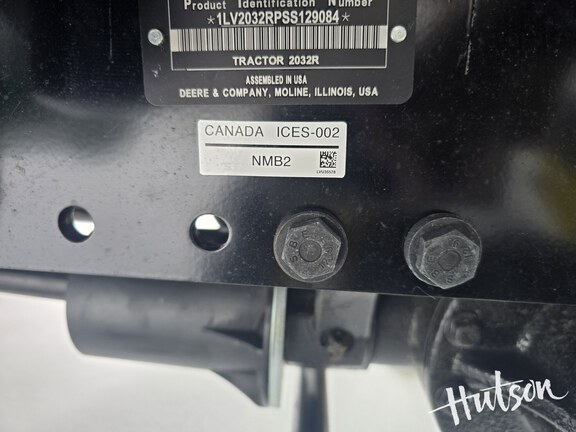 Product Identification Number
*1LV2032RPSS129084*
TRACTOR 2032R
ASSEMBLED IN USA
DEERE & COMPANY, MOLINE, ILLINOIS, USA
CANADA ICES-002
NMB2
Hutson